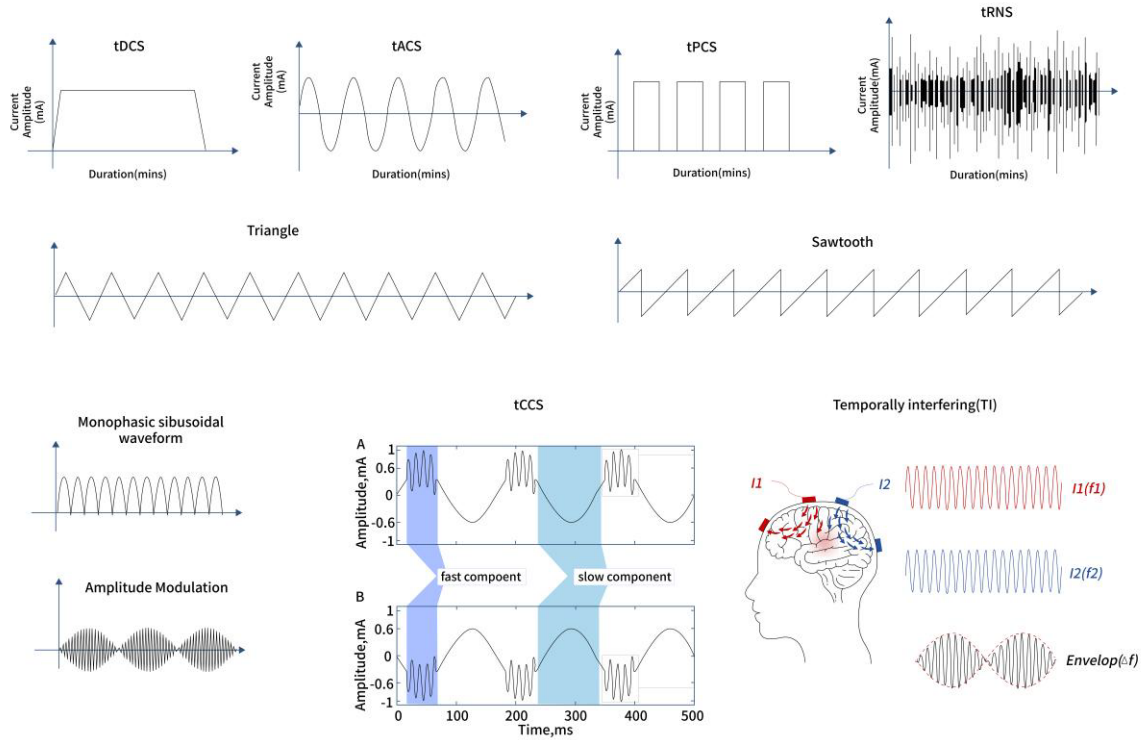 tDCS
Current
Amplitude
(mA)
Duration(mins)
tACS
Current
Amplitude
(mA)
Duration(mins)
tPCS
Current
Amplitude
(mA)
Duration(mins)
tRNS
Current
Amplitude(mA)
Duration(mins)
Triangle
Sawtooth
Monophasic sibusoidal
waveform
Amplitude Modulation
tCCS
A
Amplitude,mA
1
0.6
0
-0.6
-1
fast compoent
slow component
B
Amplitude,mA
1
0.6
0
-0.6
-1
0
100
200
300
400
500
Time,ms
Temporally interfering(TI)
I1
I2
I1(f1)
I2(f2)
Envelop(△f)